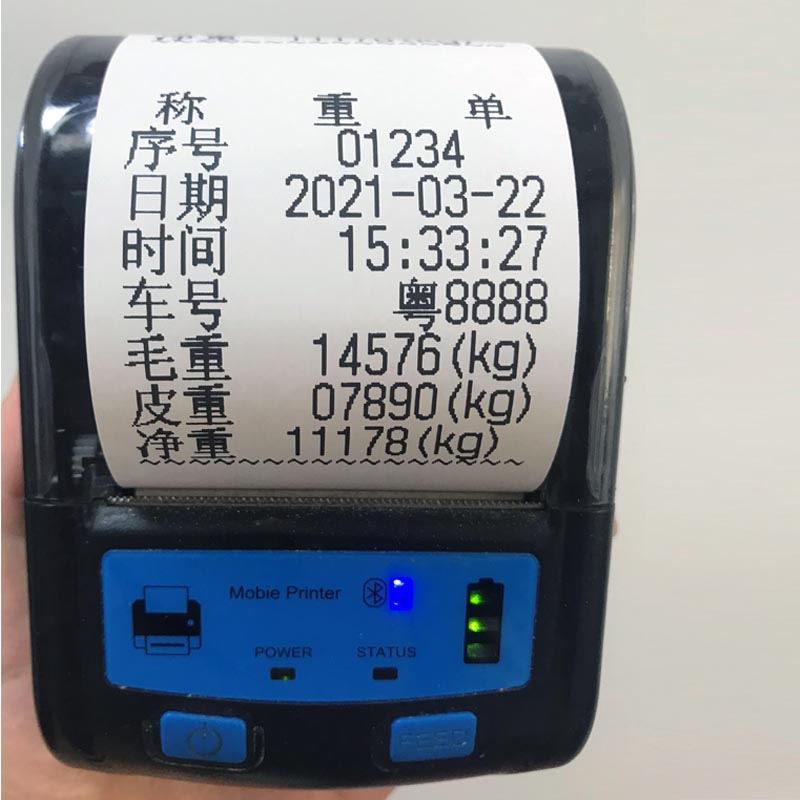 称 重 单
序号 01234
日期 2021-03-22
时间 15:33:27
车号 粤8888
毛重 14576(kg)
皮重 07890(kg)
净重 11178(kg)
~~~~~~~~~~~~~~~~
Mobie Printer
POWER STATUS